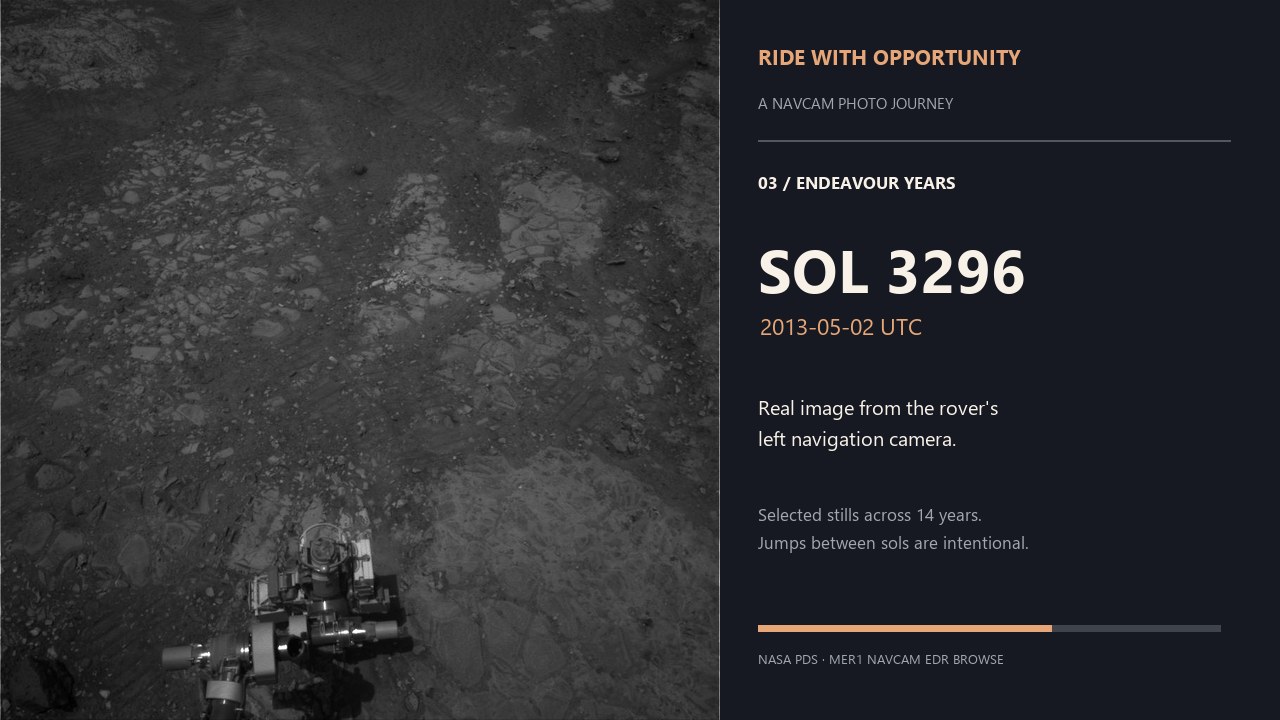 RIDE WITH OPPORTUNITY
A NAVCAM PHOTO JOURNEY
03 / ENDEAVOUR YEARS
SOL 3296
2013-05-02 UTC
Real image from the rover's
left navigation camera.
Selected stills across 14 years.
Jumps between sols are intentional.
NASA PDS · MER1 NAVCAM EDR BROWSE